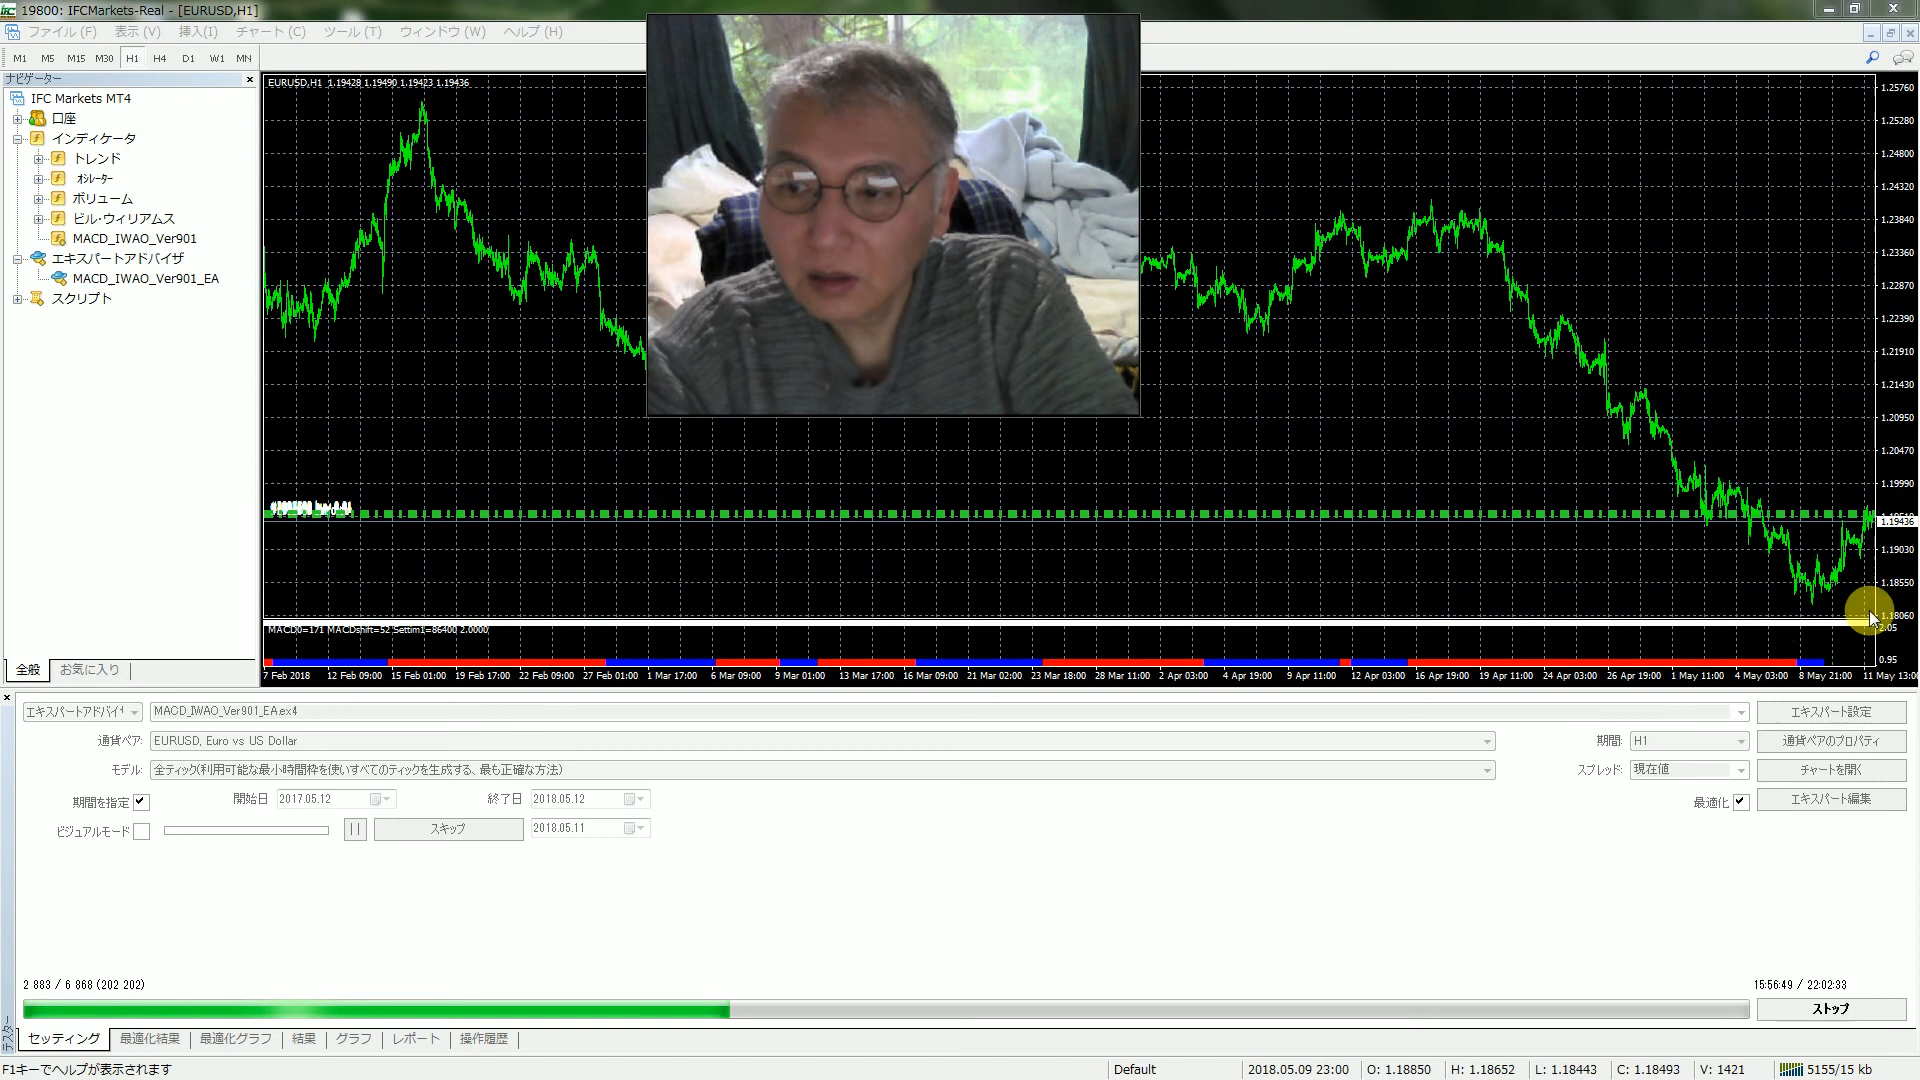 19800: IFCMarkets-Real - [EURUSD,H1]
ファイル (F) 表示 (V) 挿入(I) チャート (C) ツール (T) ウィンドウ (W) ヘルプ (H)
M1 M5 M15 M30 H1 H4 D1 W1 MN
ナビゲーター
IFC Markets MT4
口座
インディケータ
トレンド
オシレーター
ボリューム
ビル・ウィリアムス
MACD_IWAO_Ver901
エキスパートアドバイザ
MACD_IWAO_Ver901_EA
スクリプト
全般 お気に入り
EURUSD,H1 1.19428 1.19490 1.19423 1.19436
1.25760
1.25280
1.24800
1.24320
1.23840
1.23360
1.22870
1.22390
1.21910
1.21430
1.20950
1.20470
1.19990
1.19436
1.19030
1.18550
1.18060
MACD0=171 MACDshift=52 Settim1=86400 2.0000
2.05
0.95
7 Feb 2018 12 Feb 09:00 15 Feb 01:00 19 Feb 17:00 22 Feb 09:00 27 Feb 01:00 1 Mar 17:00 6 Mar 09:00 9 Mar 01:00 13 Mar 17:00 16 Mar 09:00 21 Mar 02:00 23 Mar 18:00 28 Mar 11:00 2 Apr 03:00 4 Apr 19:00 9 Apr 11:00 12 Apr 03:00 16 Apr 19:00 19 Apr 11:00 24 Apr 03:00 26 Apr 19:00 1 May 11:00 4 May 03:00 8 May 21:00 11 May 13:00
エキスパートアドバイ MACD_IWAO_Ver901_EA.ex4 エキスパート設定
通貨ペア: EURUSD, Euro vs US Dollar 期間: H1 通貨ペアのプロパティ
モデル: 全ティック(利用可能な最小時間枠を使いすべてのティックを生成する、最も正確な方法) スプレッド: 現在値 チャートを開く
期間を指定 開始日 2017.05.12 終了日 2018.05.12 最適化 エキスパート編集
ビジュアルモード スキップ 2018.05.11
2 883 / 6 868 (202 202) 15:56:49 / 22:02:33
ストップ
テスター
セッティング 最適化結果 最適化グラフ 結果 グラフ レポート 操作履歴
F1キーでヘルプが表示されます Default 2018.05.09 23:00 O: 1.18850 H: 1.18652 L: 1.18443 C: 1.18493 V: 1421 5155/15 kb